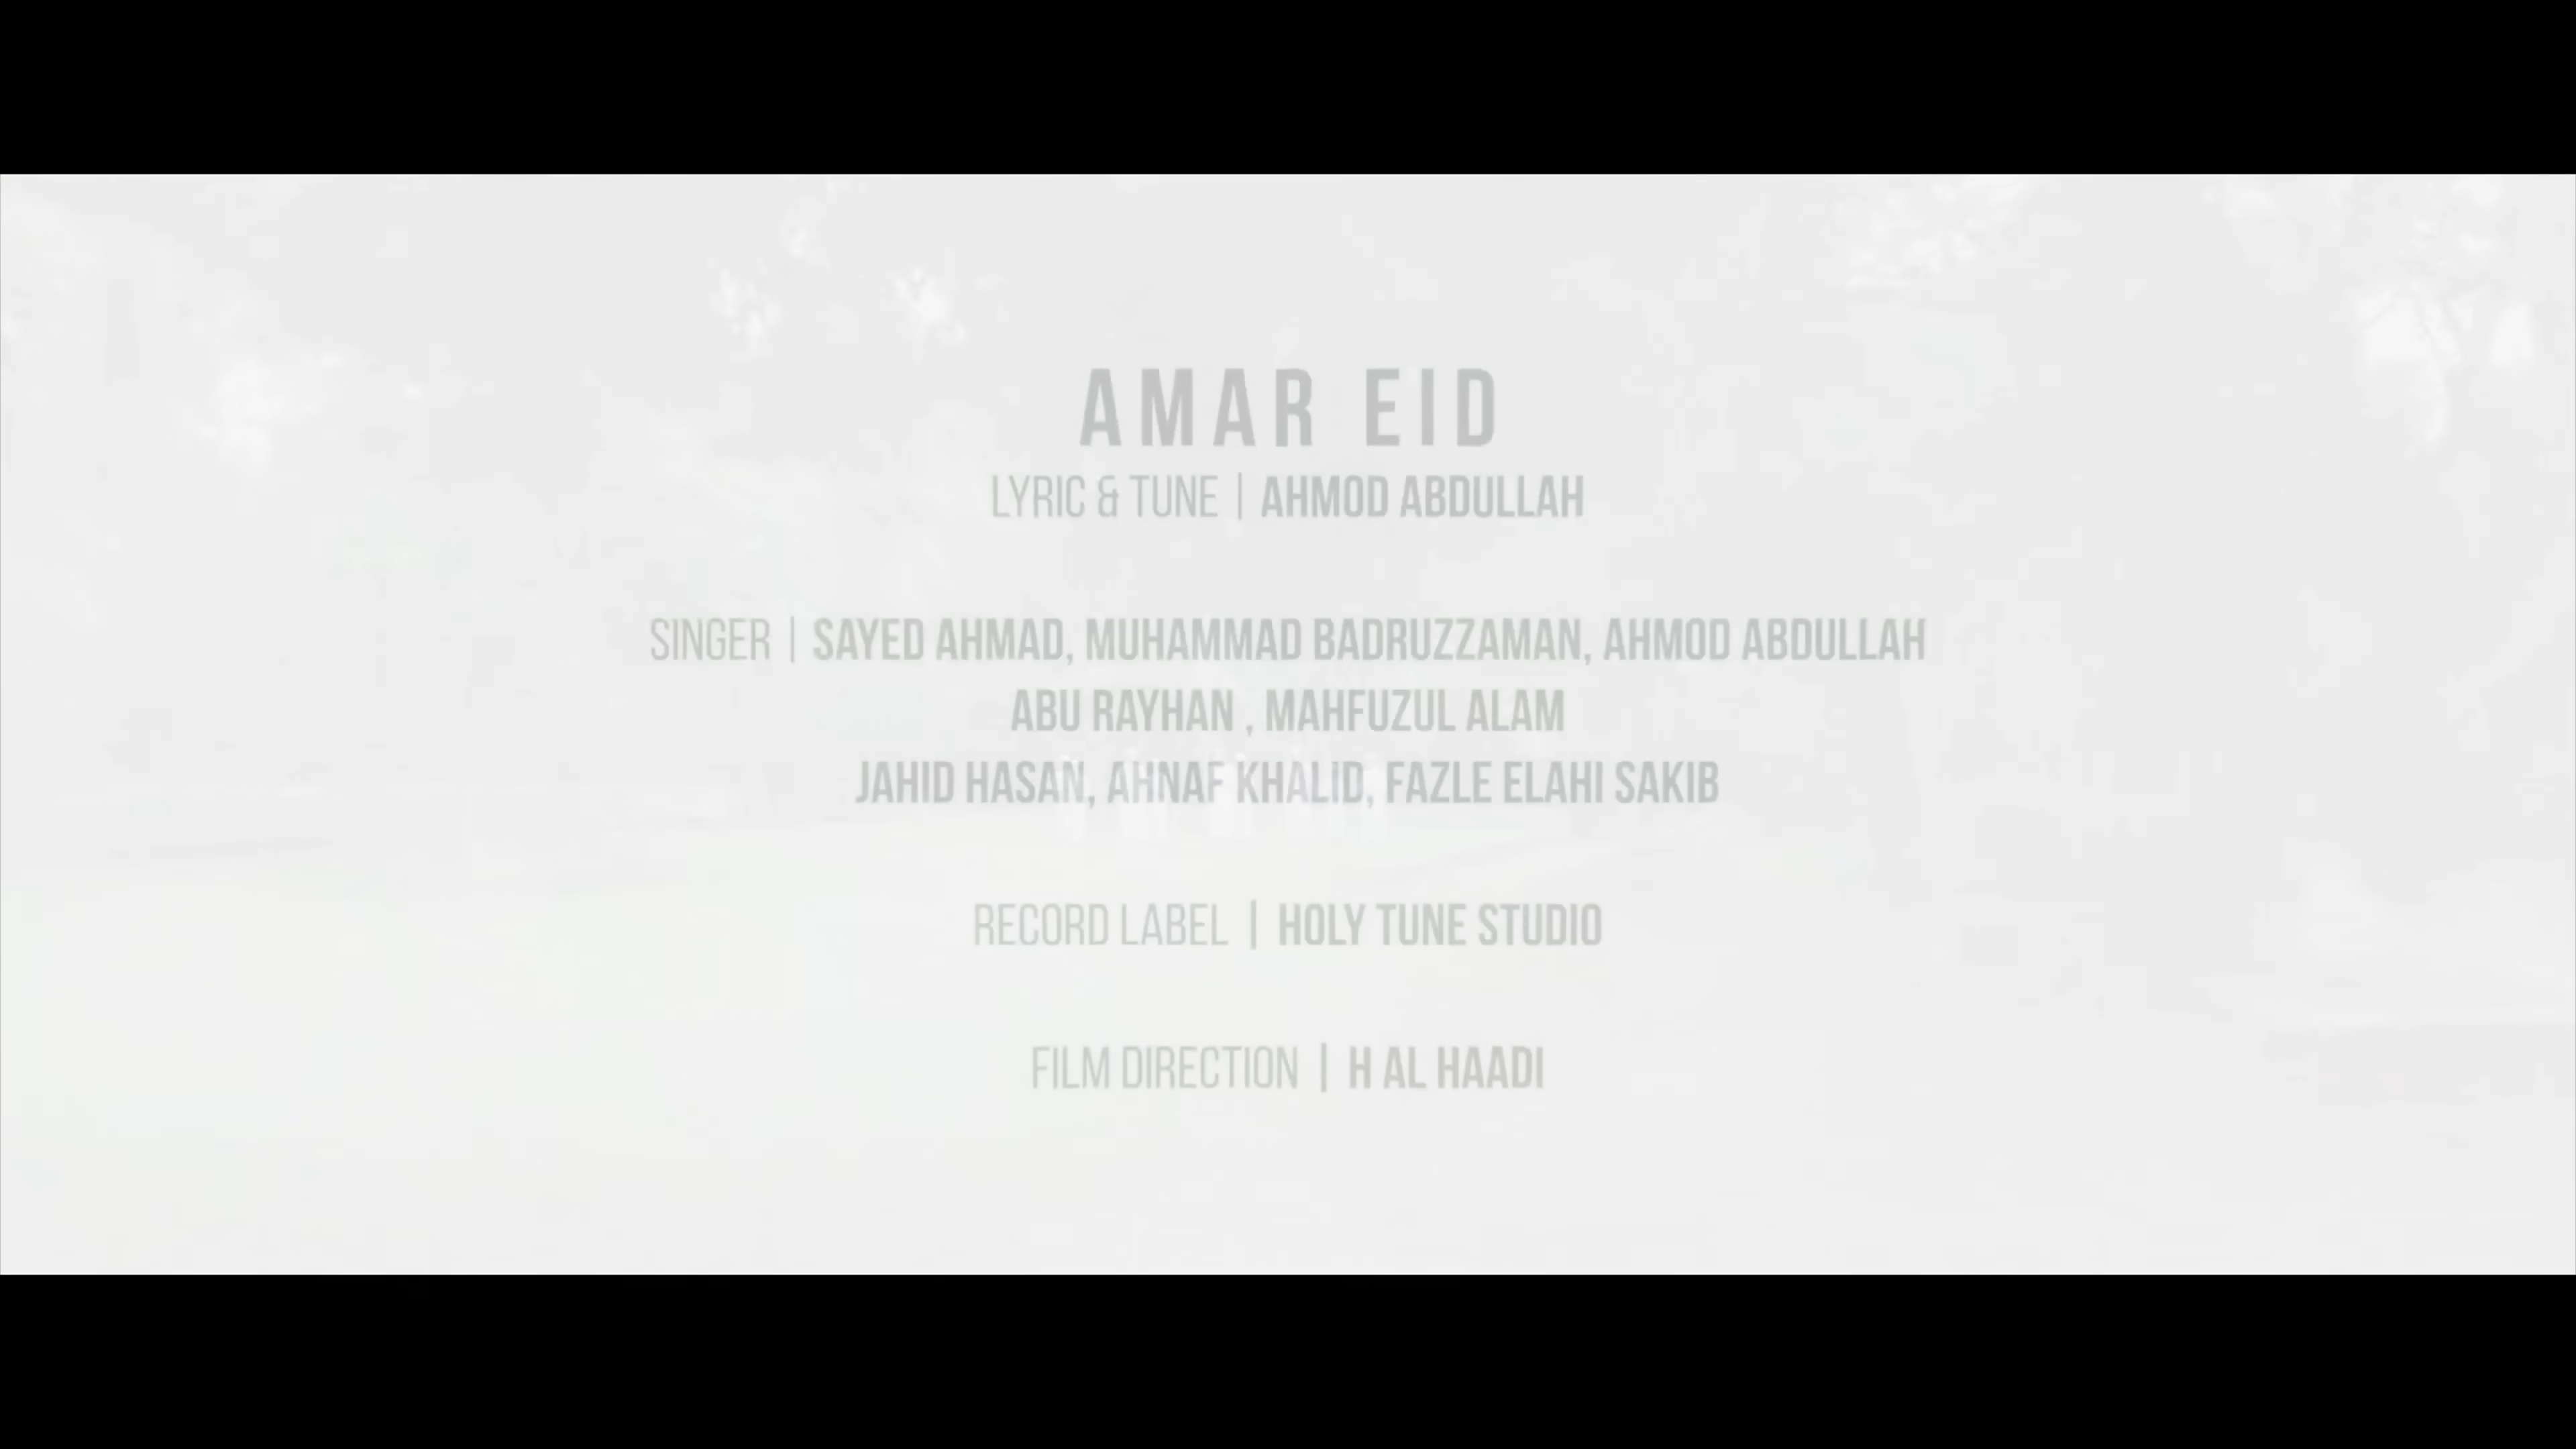 AMAR EID
LYRIC & TUNE | AHMOD ABDULLAH
SINGER | SAYED AHMAD, MUHAMMAD BADRUZZAMAN, AHMOD ABDULLAH
ABU RAYHAN , MAHFUZUL ALAM
JAHID HASAN, AHNAF KHALID, FAZLE ELAHI SAKIB
RECORD LABEL | HOLY TUNE STUDIO
FILM DIRECTION | H AL HAADI